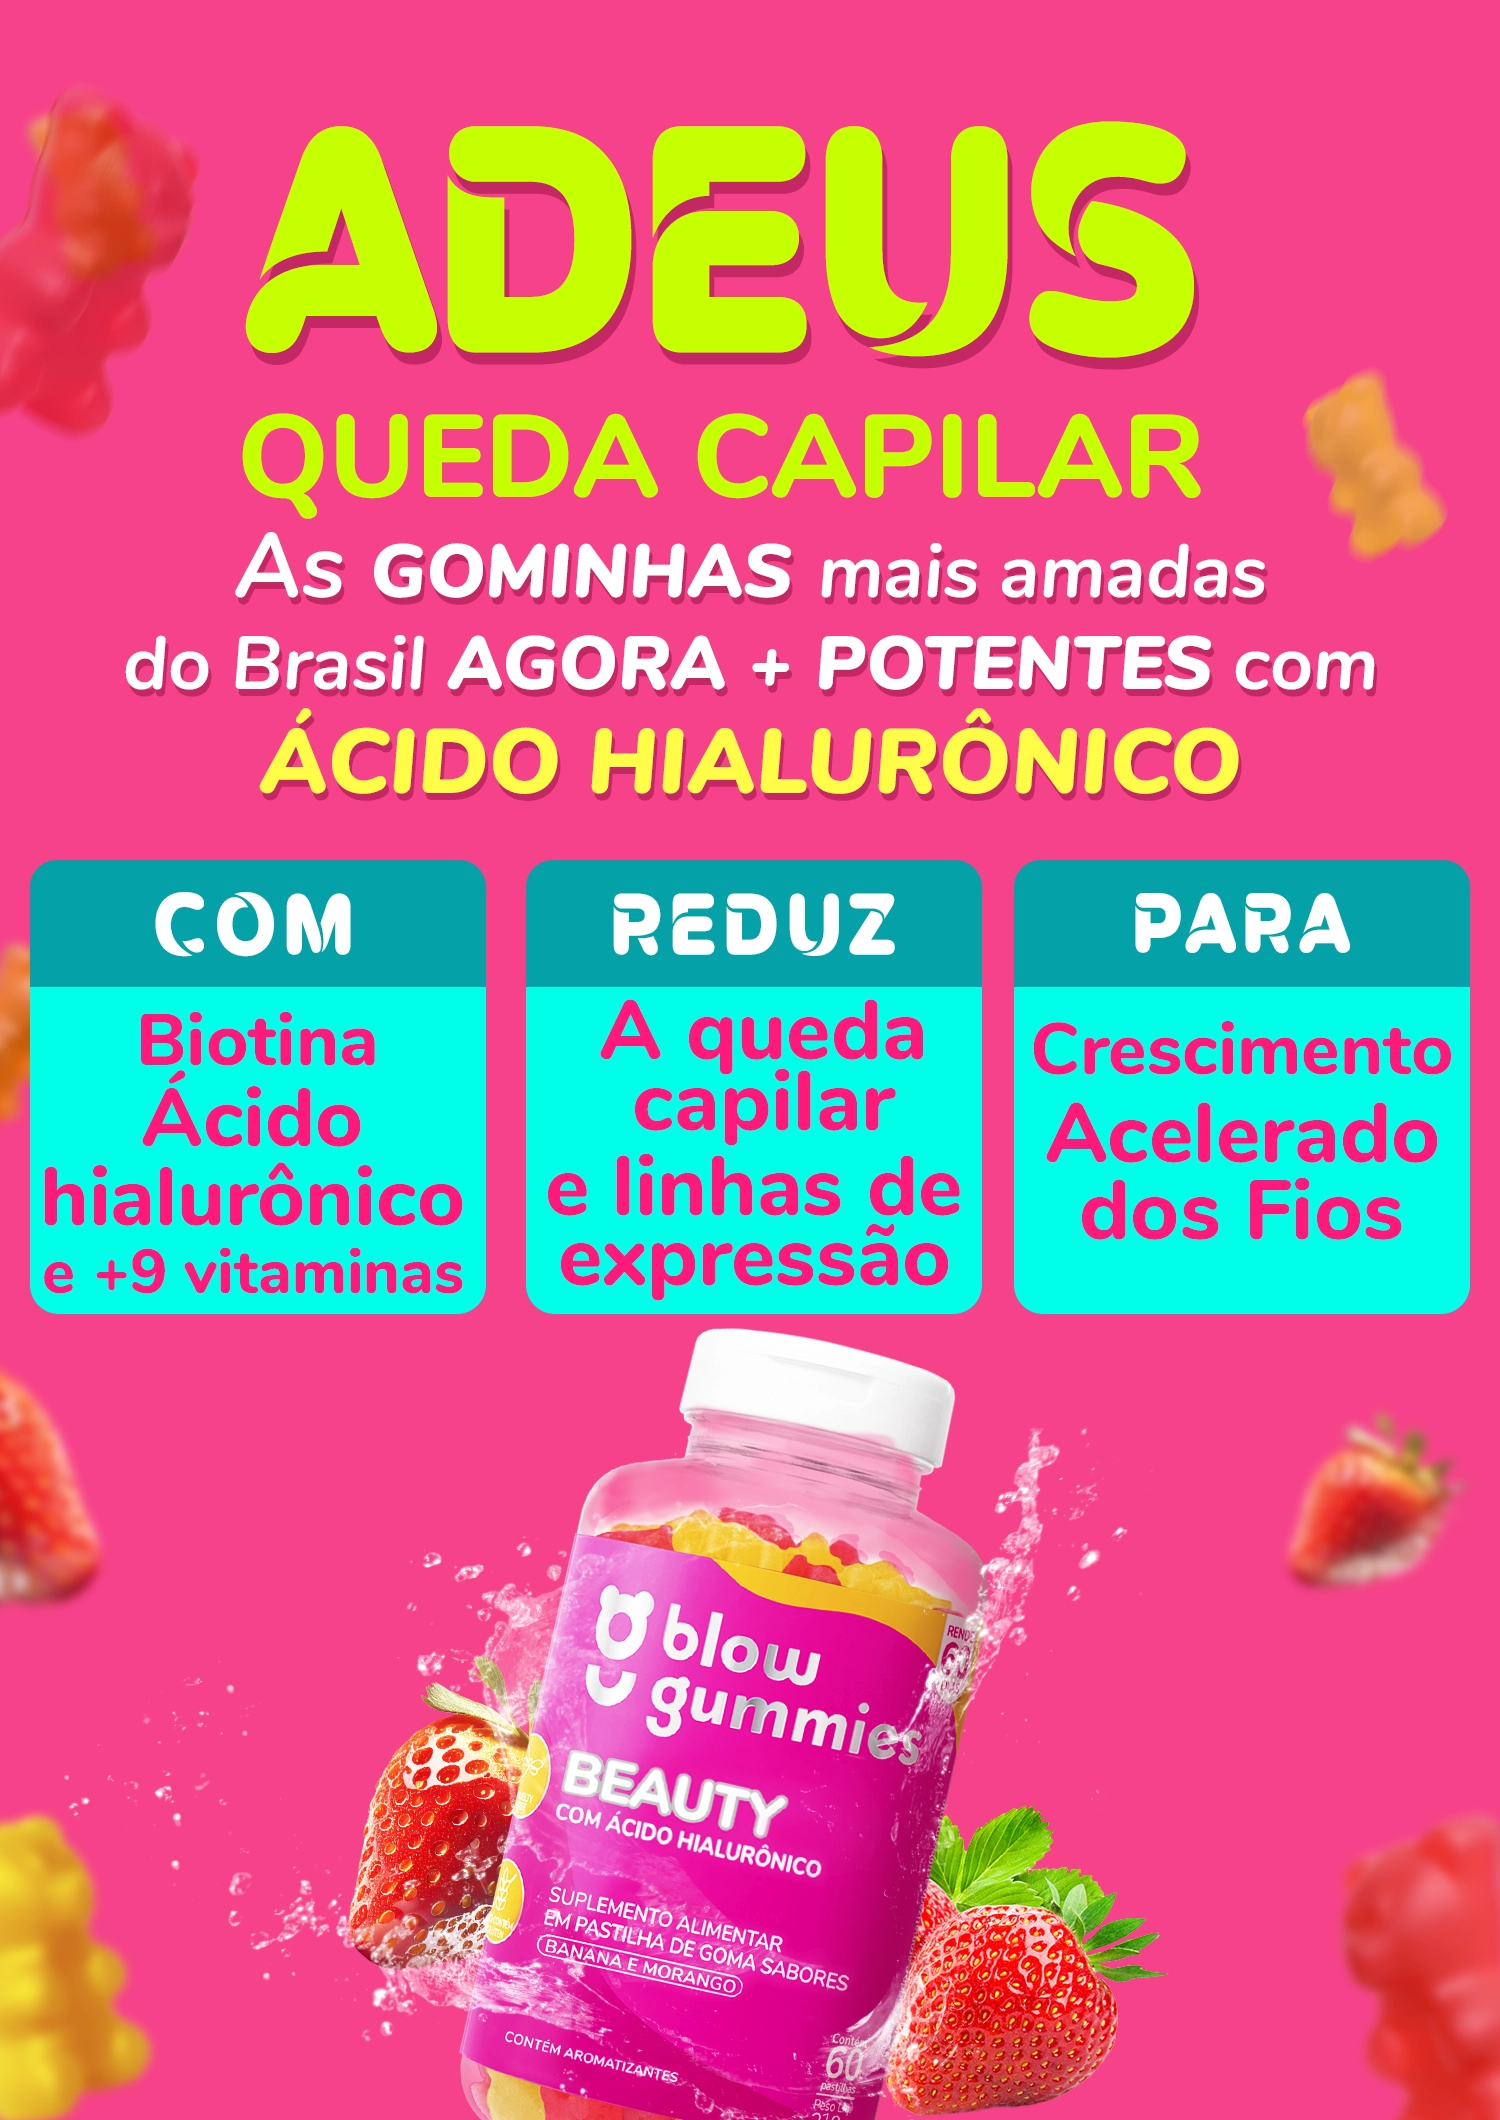 ADEUS
QUEDA CAPILAR
As GOMINHAS mais amadas
do Brasil AGORA + POTENTES com
ÁCIDO HIALURÔNICO
COM
Biotina
Ácido
hialurônico
e +9 vitaminas
REDUZ
A queda
capilar
e linhas de
expressão
PARA
Crescimento
Acelerado
dos Fios
blow
gummies
BEAUTY
COM ÁCIDO HIALURÔNICO
SUPLEMENTO ALIMENTAR
EM PASTILHA DE GOMA SABORES
BANANA E MORANGO
CONTÉM AROMATIZANTES
Contém
60
pastilhas